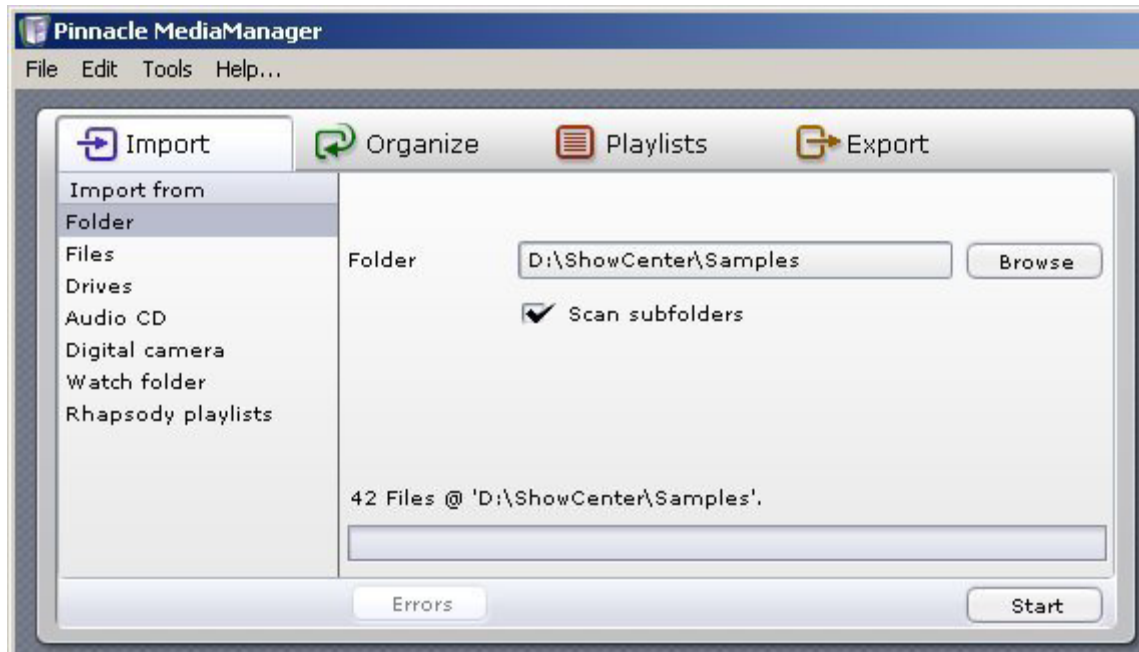 Pinnacle MediaManager
File Edit Tools Help...
Import Organize Playlists Export
Import from
Folder
Files
Drives
Audio CD
Digital camera
Watch folder
Rhapsody playlists
Folder D:\ShowCenter\Samples Browse
Scan subfolders
42 Files @ 'D:\ShowCenter\Samples'.
Errors Start